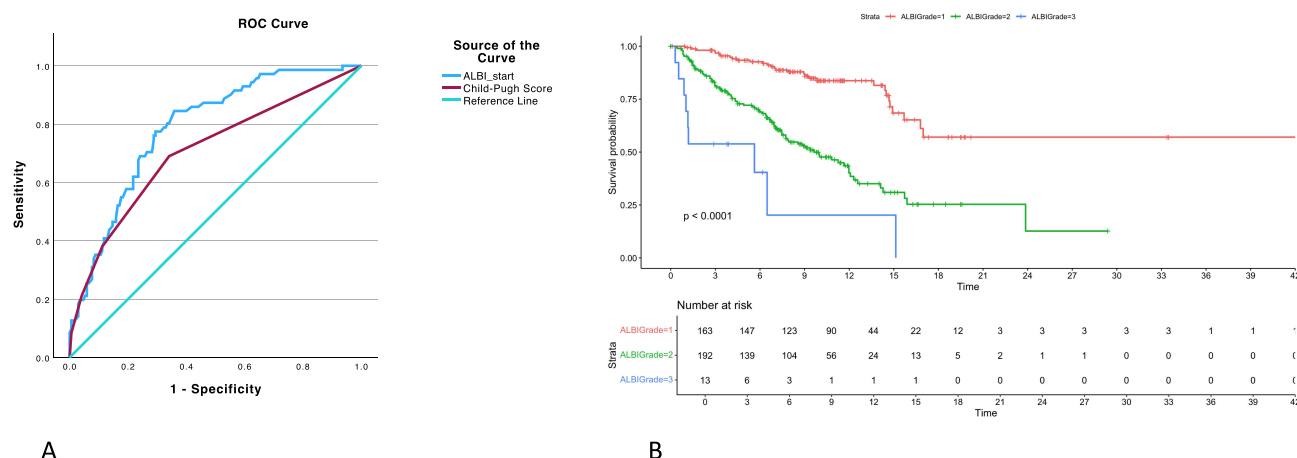 ROC Curve
Source of the
Curve
ALBI_start
Child-Pugh Score
Reference Line
1.0
0.8
0.6
0.4
0.2
0.0
Sensitivity
0.0 0.2 0.4 0.6 0.8 1.0
1 - Specificity
A
Strata ALBIGrade=1 ALBIGrade=2 ALBIGrade=3
1.00
0.75
0.50
0.25
0.00
Survival probability
p < 0.0001
0 3 6 9 12 15 18 21 24 27 30 33 36 39 42
Time
Number at risk
Strata
ALBIGrade=1 163 147 123 90 44 22 12 3 3 3 3 3 1 1 1
ALBIGrade=2 192 139 104 56 24 13 5 2 1 1 0 0 0 0 0
ALBIGrade=3 13 6 3 1 1 1 0 0 0 0 0 0 0 0 0
0 3 6 9 12 15 18 21 24 27 30 33 36 39 42
Time
B